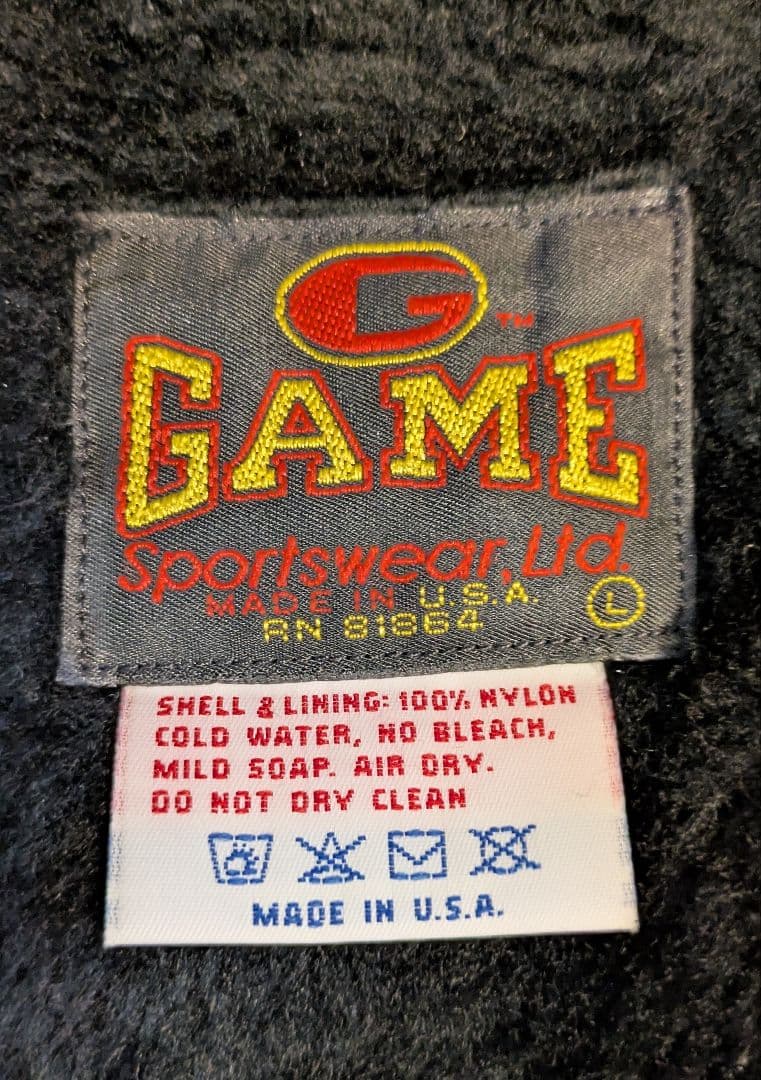 G™
GAME
Sportswear, Ltd.
MADE IN U.S.A. L
RN 81864
SHELL & LINING: 100% NYLON
COLD WATER, NO BLEACH,
MILD SOAP. AIR DRY.
DO NOT DRY CLEAN
MADE IN U.S.A.